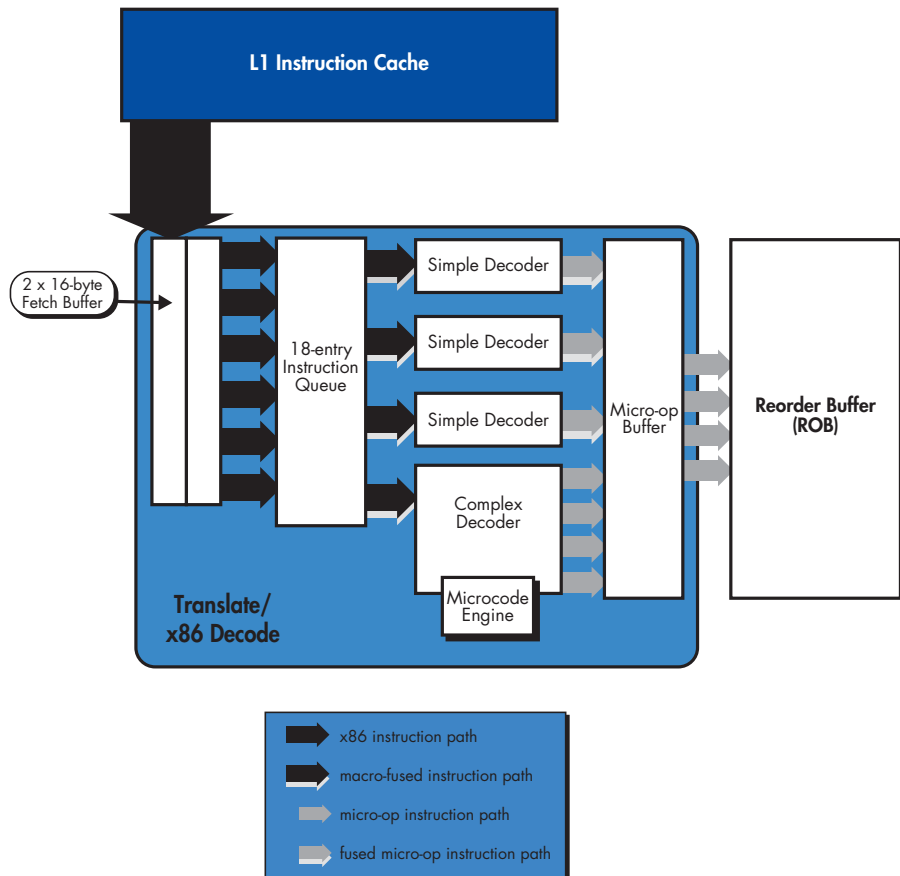 L1 Instruction Cache
2 x 16-byte
Fetch Buffer
18-entry
Instruction
Queue
Simple Decoder
Simple Decoder
Simple Decoder
Complex
Decoder
Microcode
Engine
Micro-op
Buffer
Reorder Buffer
(ROB)
Translate/
x86 Decode
x86 instruction path
macro-fused instruction path
micro-op instruction path
fused micro-op instruction path